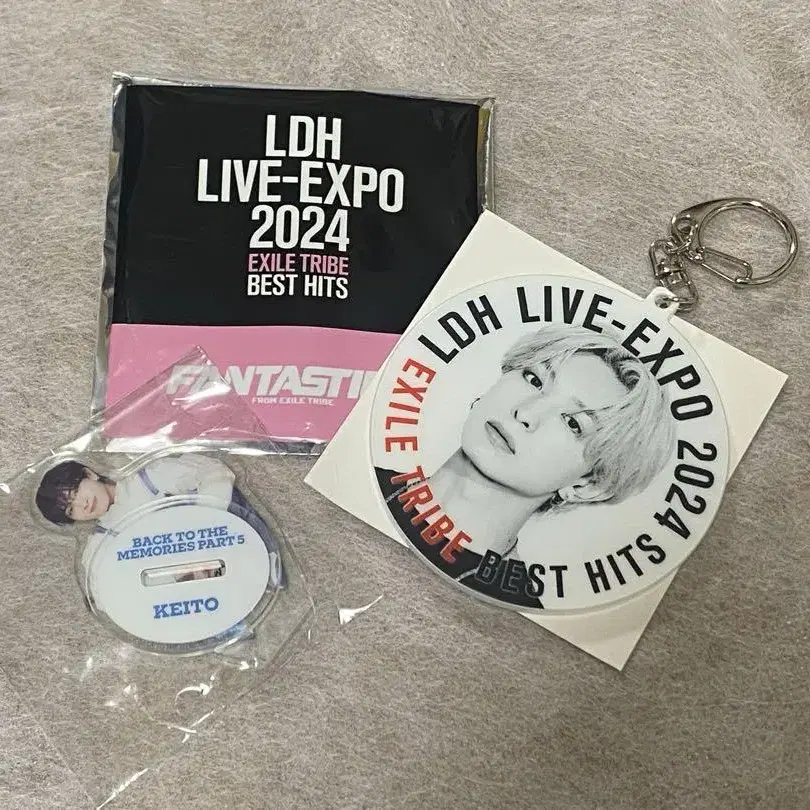 LDH
LIVE-EXPO
2024
EXILE TRIBE
BEST HITS
FANTASTI
FROM EXILE TRIBE
LDH LIVE-EXPO 2024
EXILE TRIBE BEST HITS
BACK TO THE
MEMORIES PART 5
KEITO